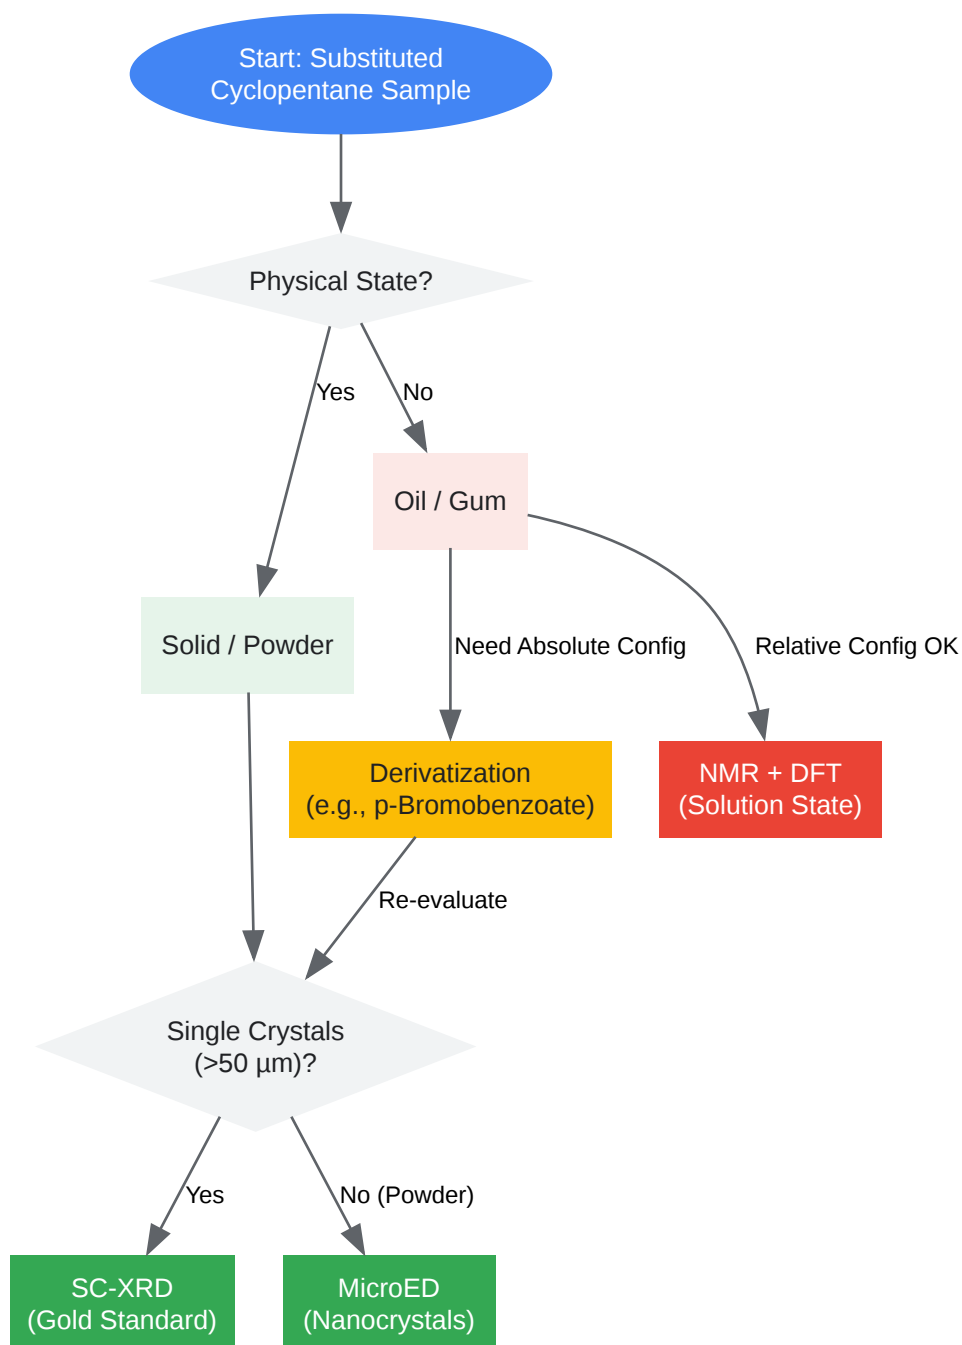 Start: Substituted
Cyclopentane Sample
Physical State?
Yes
No
Oil / Gum
Solid / Powder
Need Absolute Config
Relative Config OK
Derivatization
(e.g., p-Bromobenzoate)
NMR + DFT
(Solution State)
Re-evaluate
Single Crystals
(>50 µm)?
Yes
No (Powder)
SC-XRD
(Gold Standard)
MicroED
(Nanocrystals)